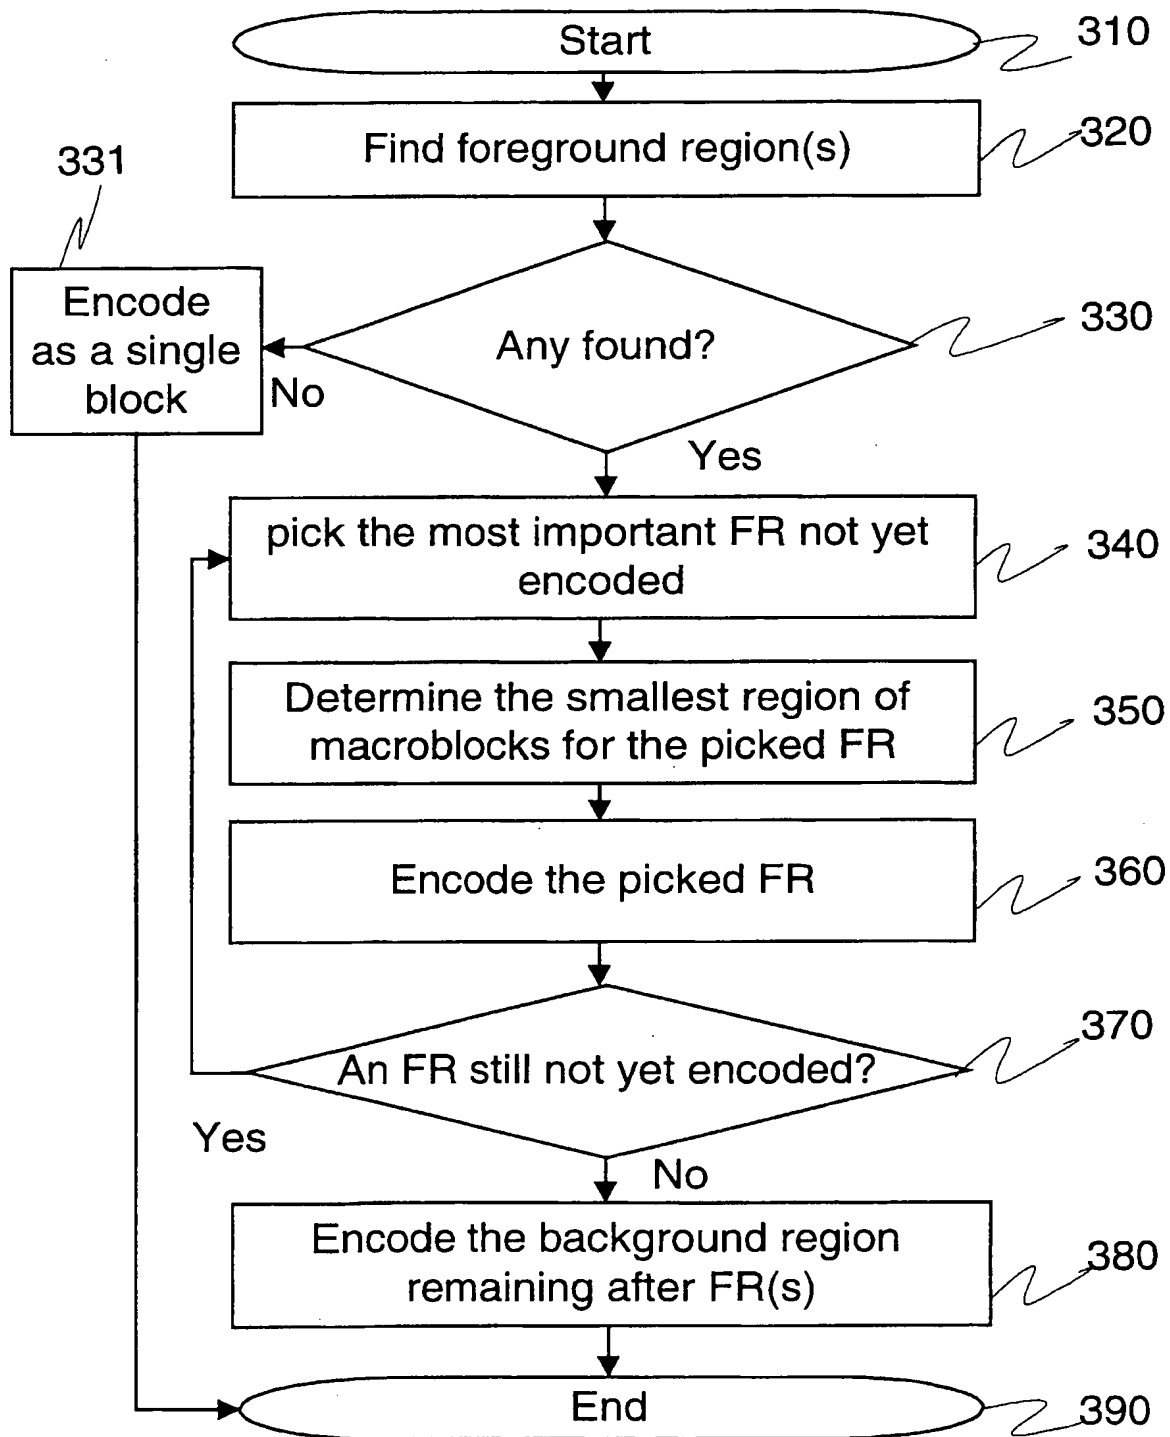 Start
310
Find foreground region(s)
320
331
Encode
as a single
block
No
Any found?
330
Yes
pick the most important FR not yet
encoded
340
Determine the smallest region of
macroblocks for the picked FR
350
Encode the picked FR
360
An FR still not yet encoded?
370
Yes
No
Encode the background region
remaining after FR(s)
380
End
390